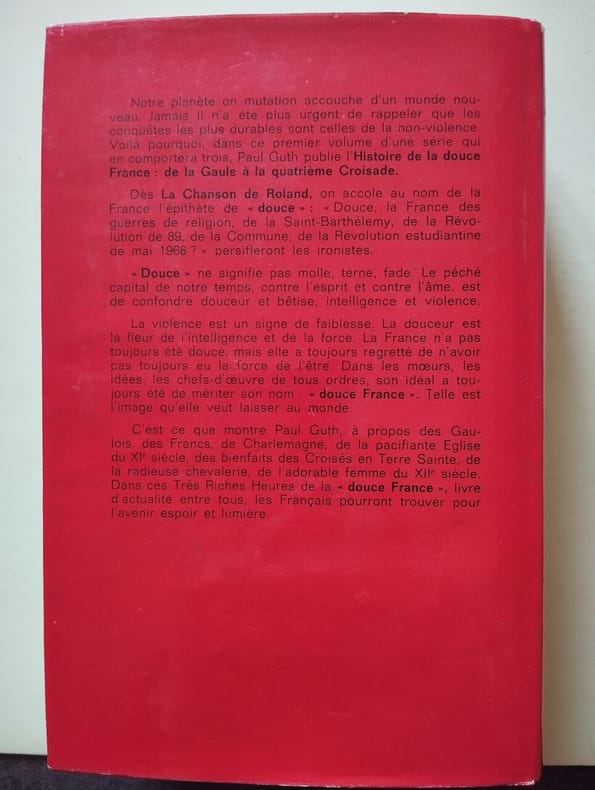 Notre planète en mutation accouche d'un monde nou-
veau. Jamais il n'a été plus urgent de rappeler que les
conquêtes les plus durables sont celles de la non-violence.
Voilà pourquoi, dans ce premier volume d'une série qui
en comportera trois, Paul Guth publie l'Histoire de la douce
France : de la Gaule à la quatrième Croisade.
Dès La Chanson de Roland, on accole au nom de la
France l'épithète de « douce » : « Douce, la France des
guerres de religion, de la Saint-Barthélemy, de la Révo-
lution de 89, de la Commune, de la Révolution estudiantine
de mai 1968 ? » persifleront les ironistes.
« Douce » ne signifie pas molle, terne, fade. Le péché
capital de notre temps, contre l'esprit et contre l'âme, est
de confondre douceur et bêtise, intelligence et violence.
La violence est un signe de faiblesse. La douceur est
la fleur de l'intelligence et de la force. La France n'a pas
toujours été douce, mais elle a toujours regretté de n'avoir
pas toujours eu la force de l'être. Dans les mœurs, les
idées, les chefs-d'œuvre de tous ordres, son idéal a tou-
jours été de mériter son nom : « douce France ». Telle est
l'image qu'elle veut laisser au monde.
C'est ce que montre Paul Guth, à propos des Gau-
lois, des Francs, de Charlemagne, de la pacifiante Eglise
du XIe siècle, des bienfaits des Croisés en Terre Sainte, de
la radieuse chevalerie, de l'adorable femme du XIIe siècle.
Dans ces Très Riches Heures de la « douce France », livre
d'actualité entre tous, les Français pourront trouver pour
l'avenir espoir et lumière.